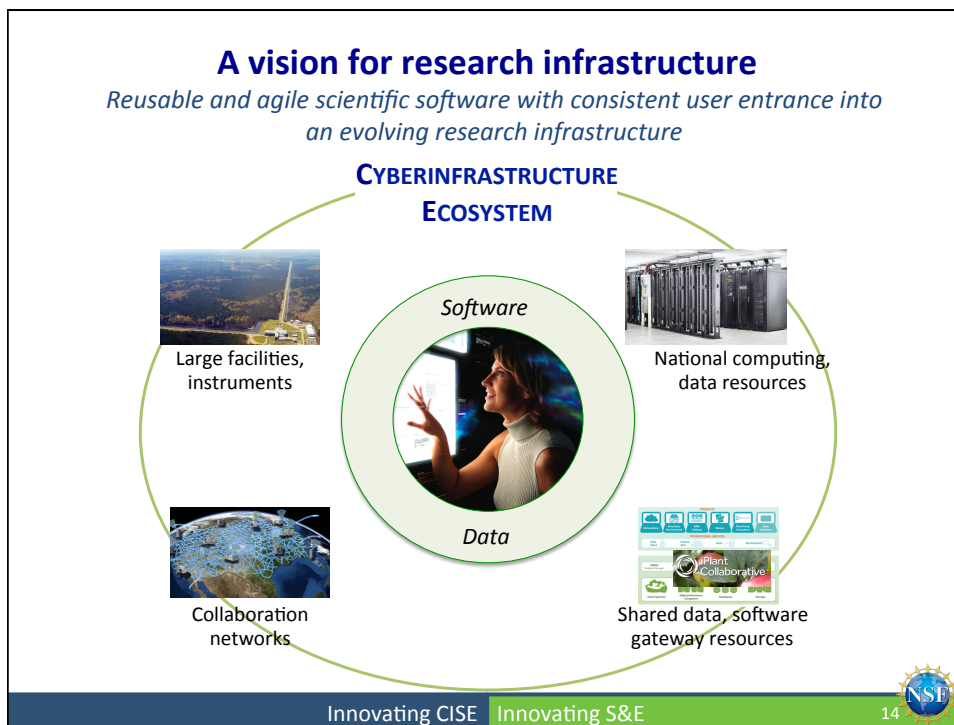 A vision for research infrastructure
Reusable and agile scientific software with consistent user entrance into
an evolving research infrastructure
CYBERINFRASTRUCTURE
ECOSYSTEM
Software
Large facilities,
instruments
National computing,
data resources
Data
iPlant
Collaborative
Collaboration
networks
Shared data, software
gateway resources
Innovating CISE
Innovating S&E
14
NSF